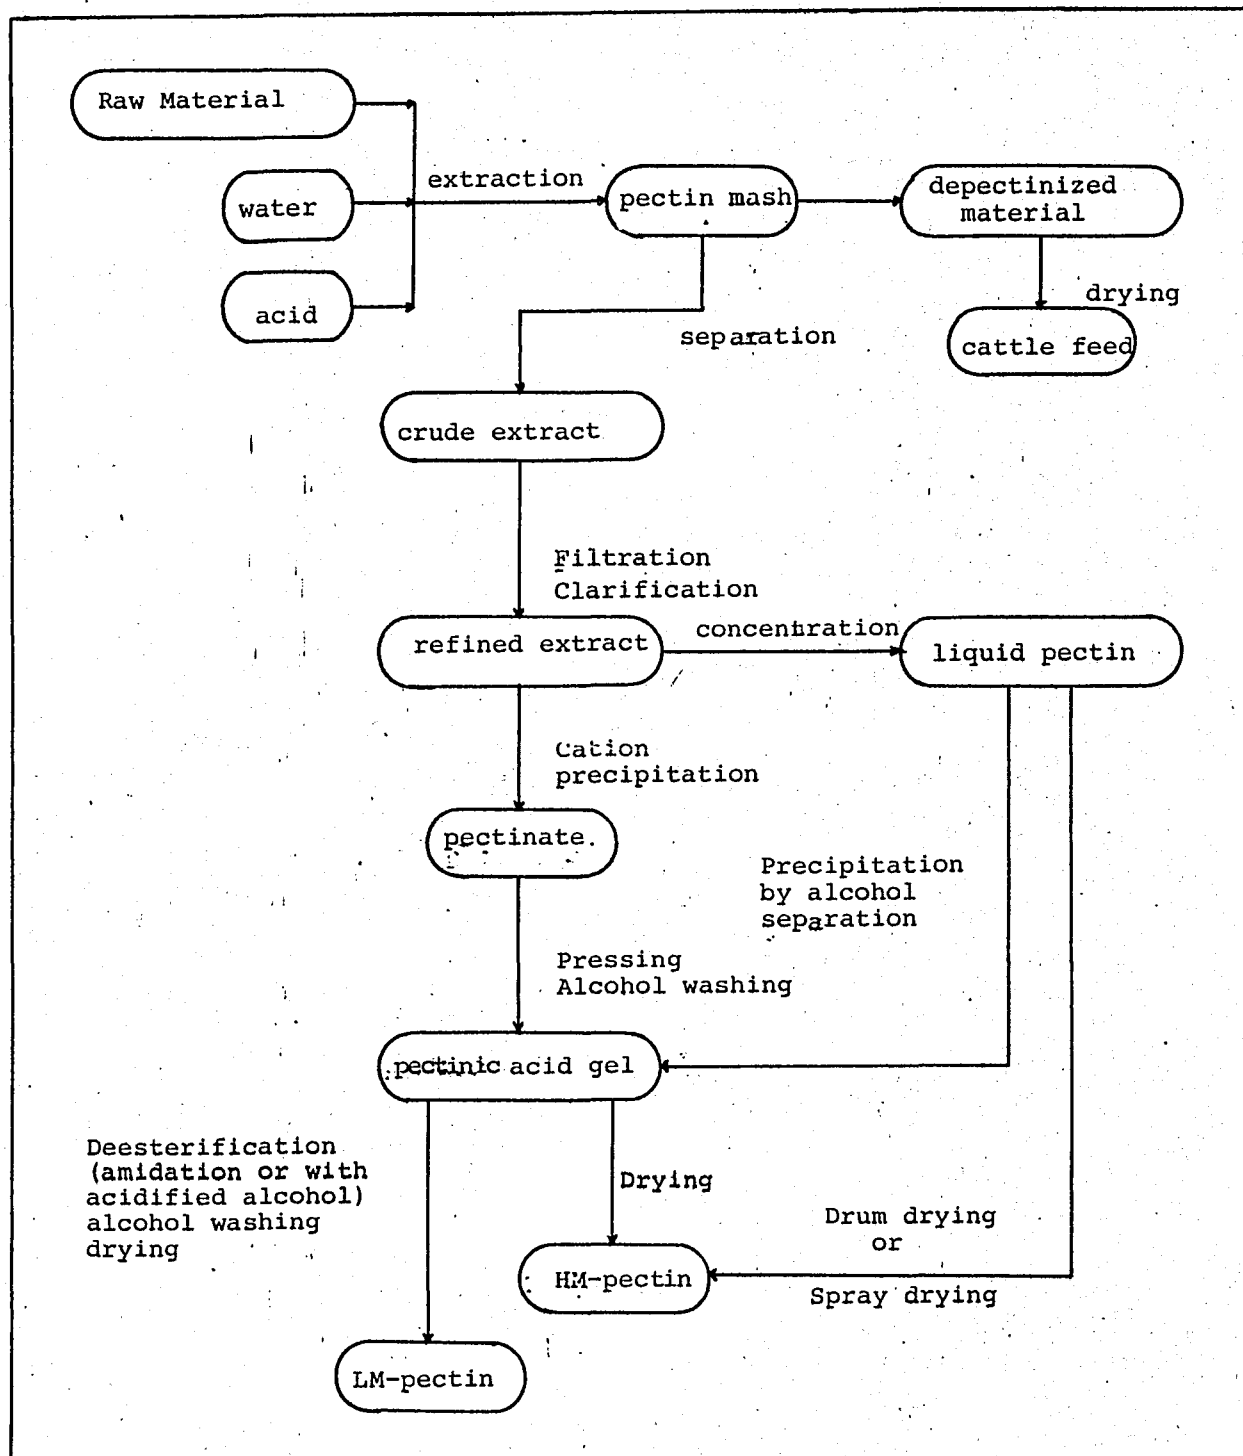 Raw Material
water
acid
extraction
pectin mash
depectinized
material
drying
cattle feed
separation
crude extract
Filtration
Clarification
refined extract
concentration
liquid pectin
Cation
precipitation
pectinate.
Precipitation
by alcohol
separation
Pressing
Alcohol washing
pectinic acid gel
Deesterification
(amidation or with
acidified alcohol)
alcohol washing
drying
Drying
Drum drying
or
Spray drying
HM-pectin
LM-pectin